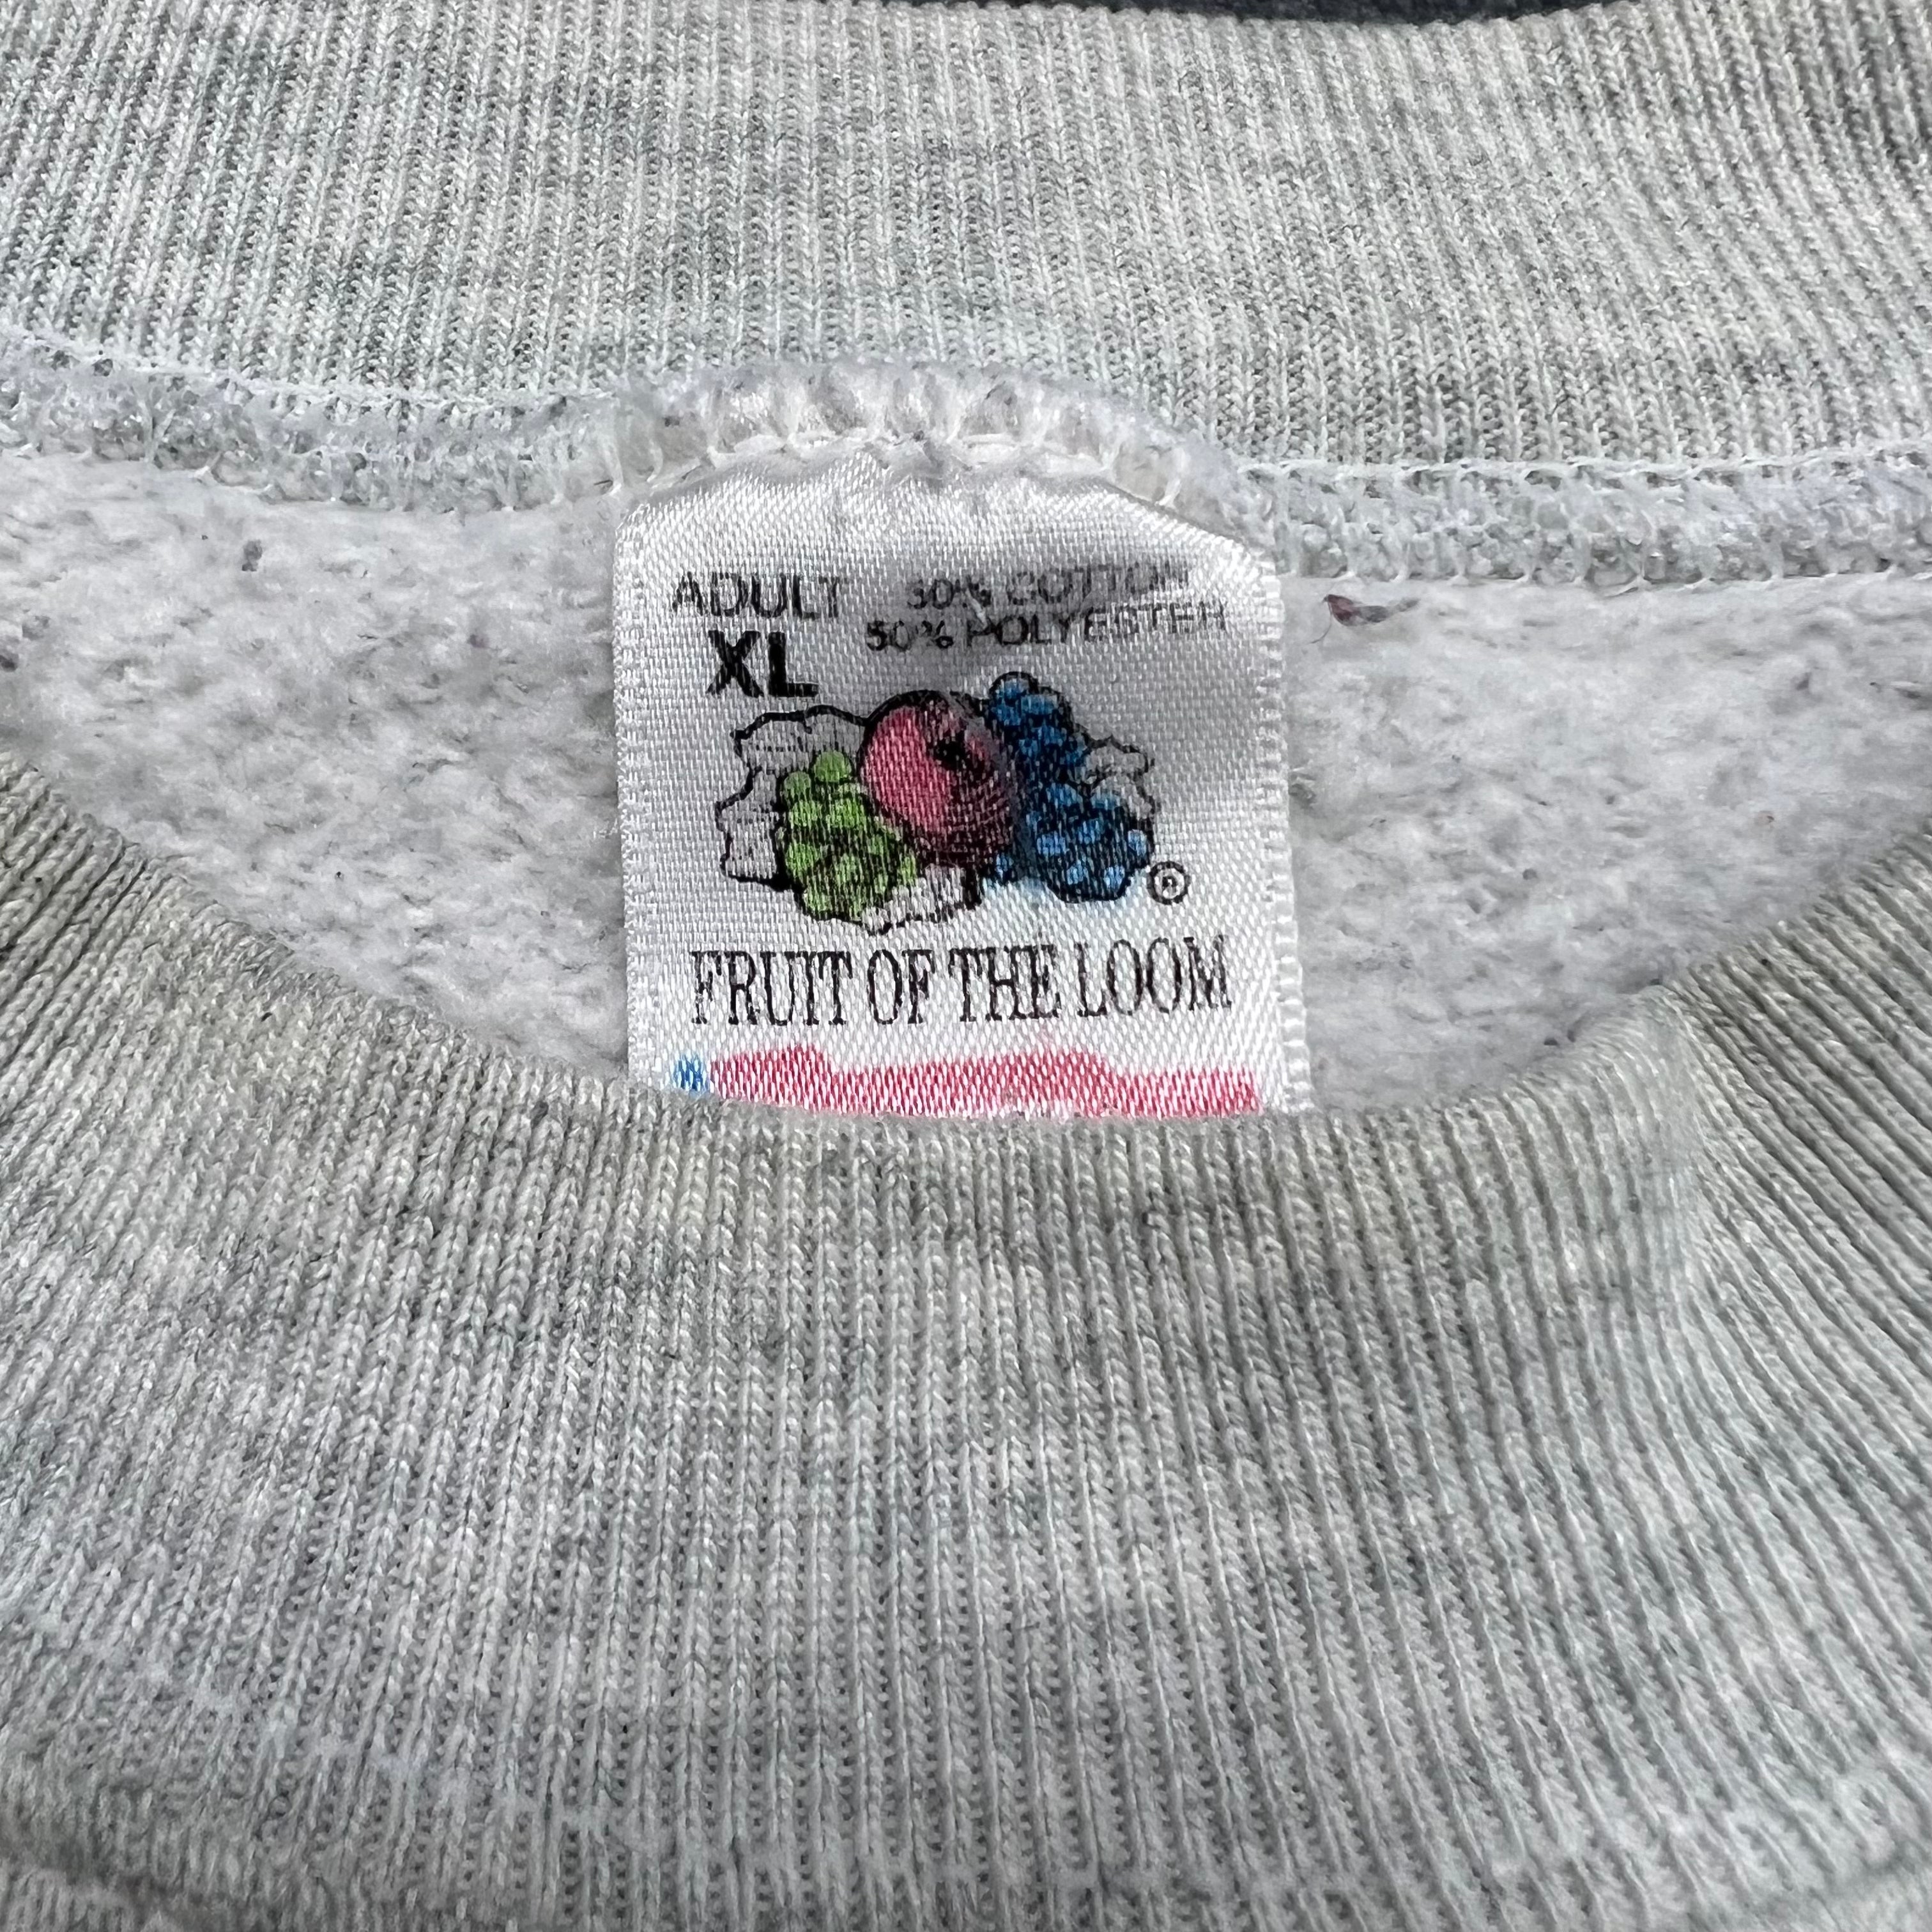 ADULT 50% COTTON
XL 50% POLYESTER
®
FRUIT OF THE LOOM